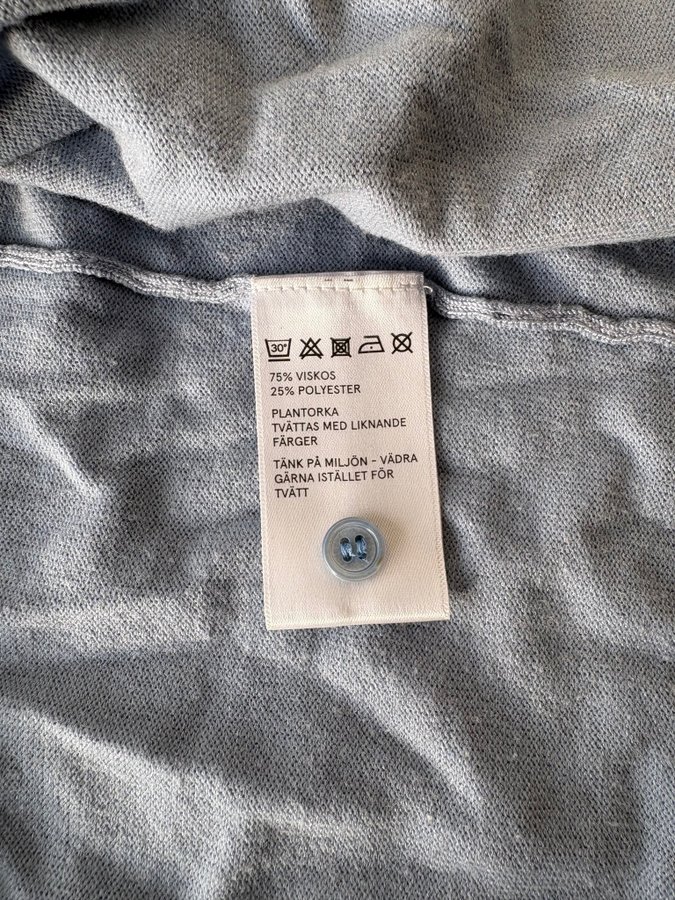 30°
75% VISKOS
25% POLYESTER
PLANTORKA
TVÄTTAS MED LIKNANDE
FÄRGER
TÄNK PÅ MILJÖN - VÄDRA
GÄRNA ISTÄLLET FÖR
TVÄTT